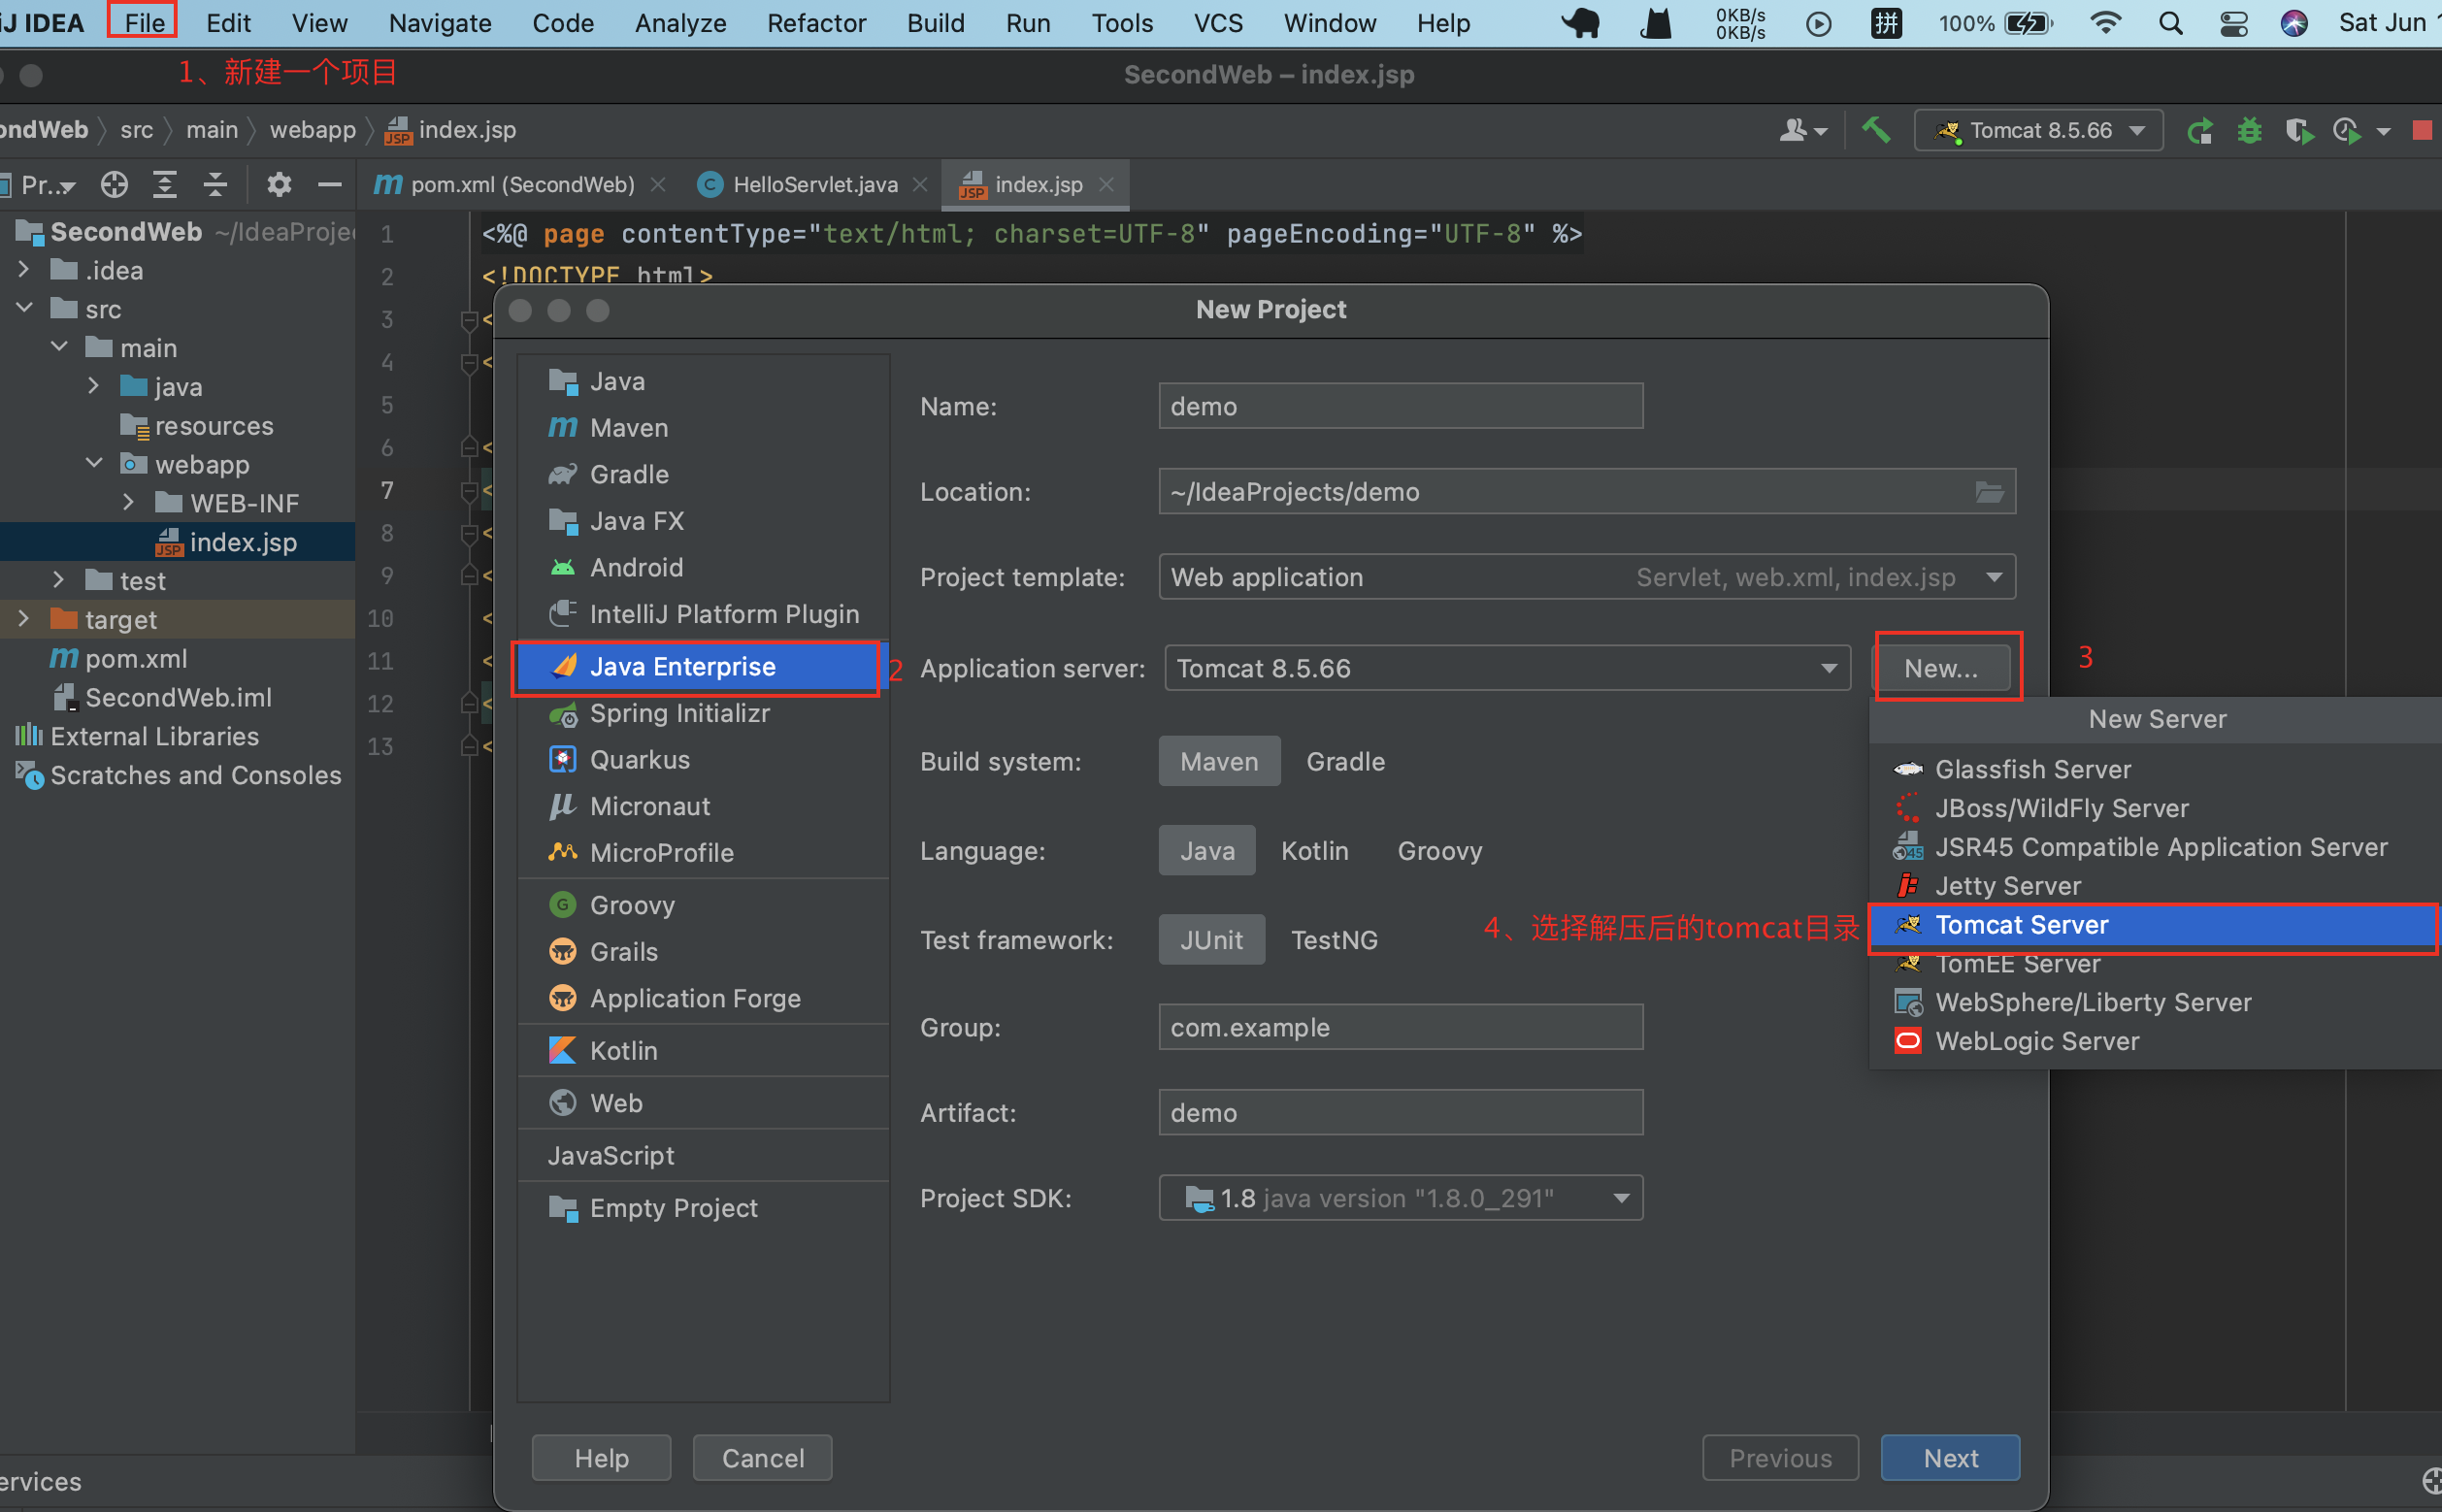 IDEA File Edit View Navigate Code Analyze Refactor Build Run Tools VCS Window Help 0KB/s 0KB/s 拼 100% Sat Jun
1、新建一个项目
SecondWeb – index.jsp
ondWeb src main webapp index.jsp
Tomcat 8.5.66
Pr...
pom.xml (SecondWeb) HelloServlet.java index.jsp
SecondWeb ~/IdeaProje
.idea
src
main
java
resources
webapp
WEB-INF
index.jsp
test
target
pom.xml
SecondWeb.iml
External Libraries
Scratches and Consoles
1 <%@ page contentType="text/html; charset=UTF-8" pageEncoding="UTF-8" %>
2 <!DOCTYPE html>
3 <
4 <
5
6 <
7 <
8 <
9 <
10 <
11 <
12 <
13 <
New Project
Java
Maven
Gradle
Java FX
Android
IntelliJ Platform Plugin
Java Enterprise
2
Spring Initializr
Quarkus
Micronaut
MicroProfile
Groovy
Grails
Application Forge
Kotlin
Web
JavaScript
Empty Project
Name: demo
Location: ~/IdeaProjects/demo
Project template: Web application Servlet, web.xml, index.jsp
Application server: Tomcat 8.5.66 New... 3
Build system: Maven Gradle
Language: Java Kotlin Groovy
Test framework: JUnit TestNG
4、选择解压后的tomcat目录
Group: com.example
Artifact: demo
Project SDK: 1.8 java version "1.8.0_291"
New Server
Glassfish Server
JBoss/WildFly Server
JSR45 Compatible Application Server
Jetty Server
Tomcat Server
TomEE Server
WebSphere/Liberty Server
WebLogic Server
Help Cancel Previous Next
ervices